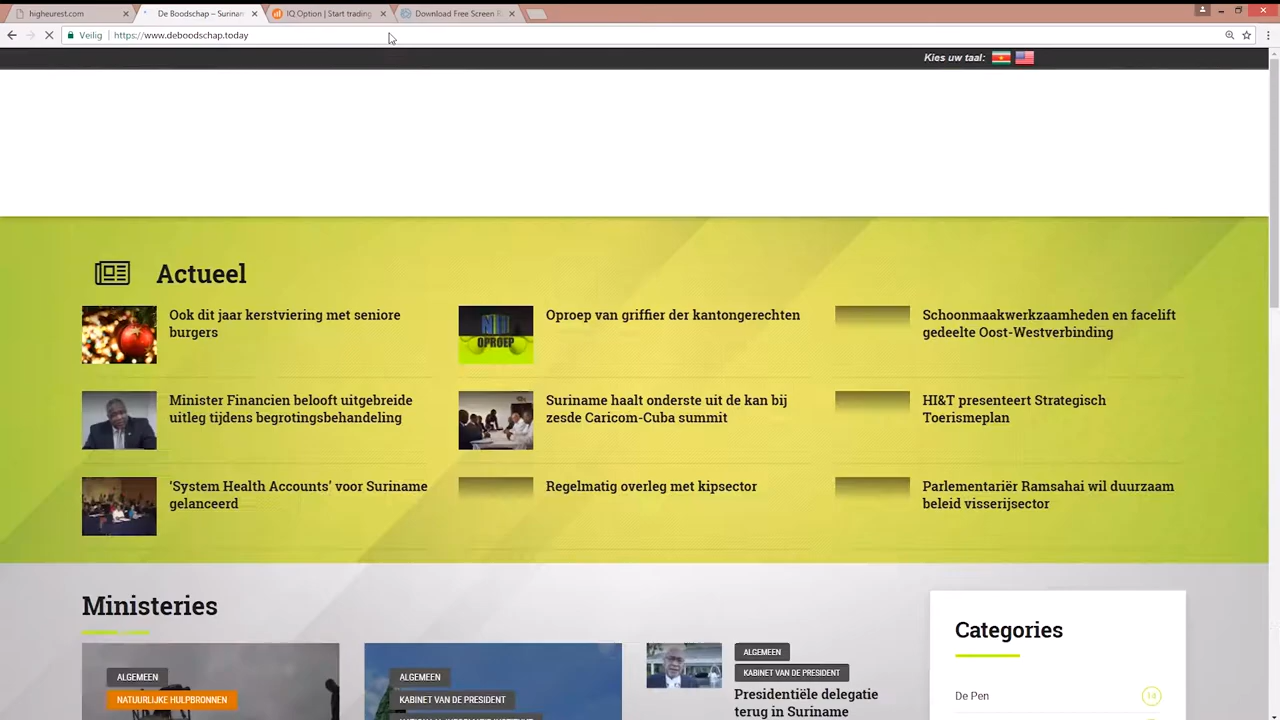 higheurest.com
De Boodschap – Surinan
IQ Option | Start trading
Download Free Screen R
Veilig
https://www.deboodschap.today
Kies uw taal:
Actueel
Ook dit jaar kerstviering met seniore
burgers
Oproep van griffier der kantongerechten
Schoonmaakwerkzaamheden en facelift
gedeelte Oost-Westverbinding
Minister Financien belooft uitgebreide
uitleg tijdens begrotingsbehandeling
Suriname haalt onderste uit de kan bij
zesde Caricom-Cuba summit
HI&T presenteert Strategisch
Toerismeplan
'System Health Accounts' voor Suriname
gelanceerd
Regelmatig overleg met kipsector
Parlementariër Ramsahai wil duurzaam
beleid visserijsector
OPROEP
Ministeries
ALGEMEEN
NATUURLIJKE HULPBRONNEN
ALGEMEEN
KABINET VAN DE PRESIDENT
ALGEMEEN
KABINET VAN DE PRESIDENT
Presidentiële delegatie
terug in Suriname
Categories
De Pen